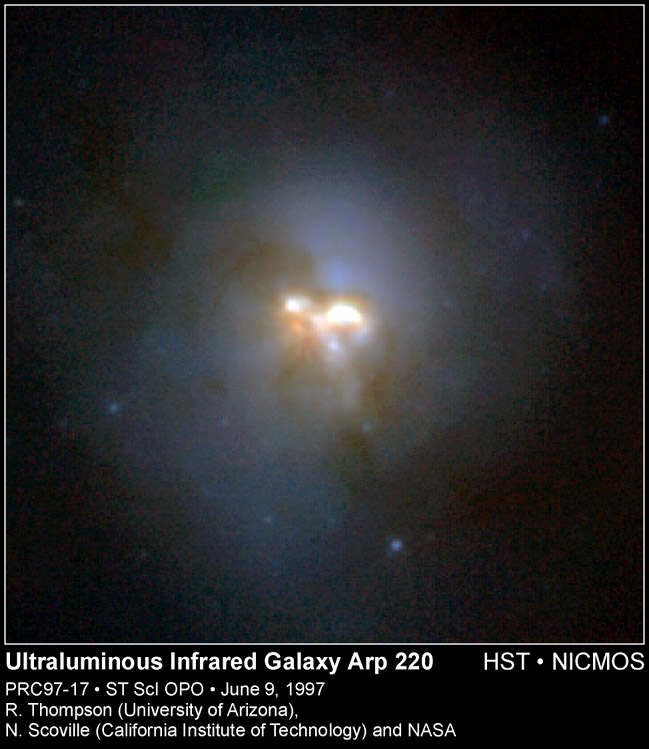 Ultraluminous Infrared Galaxy Arp 220 HST • NICMOS
PRC97-17 • ST ScI OPO • June 9, 1997
R. Thompson (University of Arizona),
N. Scoville (California Institute of Technology) and NASA